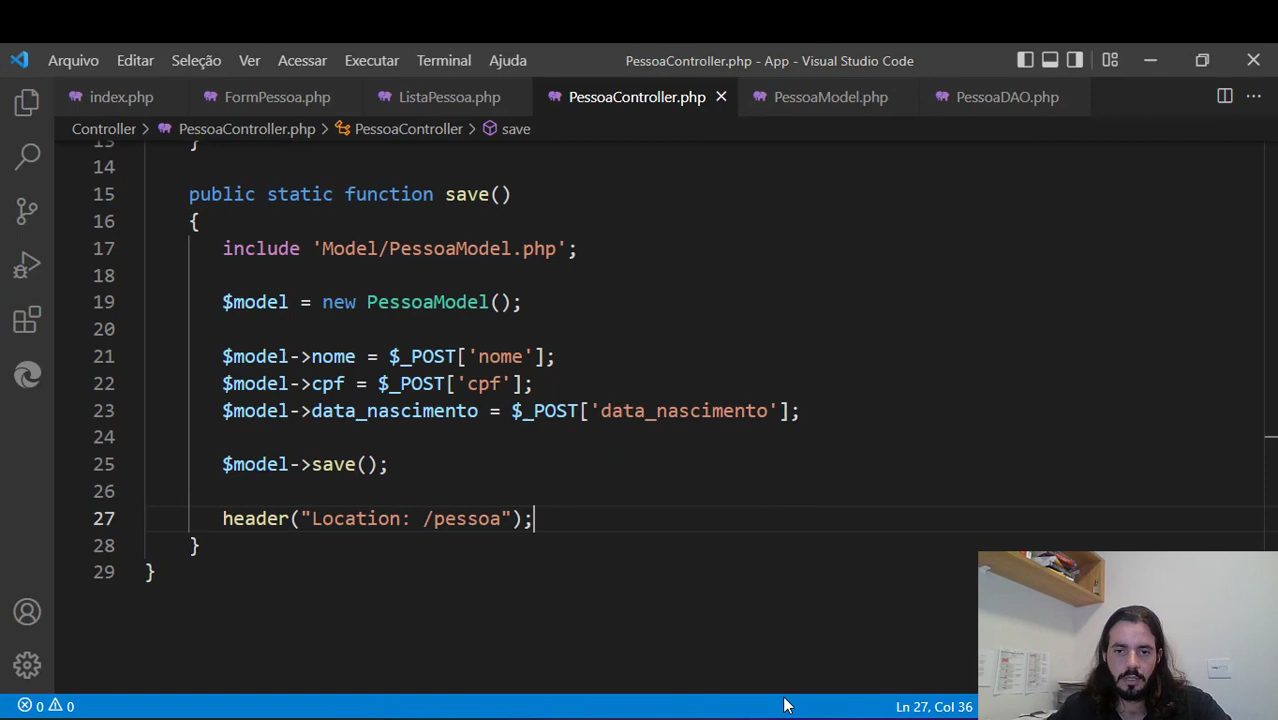 Arquivo Editar Seleção Ver Acessar Executar Terminal Ajuda PessoaController.php - App - Visual Studio Code
index.php FormPessoa.php ListaPessoa.php PessoaController.php PessoaModel.php PessoaDAO.php
Controller > PessoaController.php > PessoaController > save
13 }
14
15 public static function save()
16 {
17 include 'Model/PessoaModel.php';
18
19 $model = new PessoaModel();
20
21 $model->nome = $_POST['nome'];
22 $model->cpf = $_POST['cpf'];
23 $model->data_nascimento = $_POST['data_nascimento'];
24
25 $model->save();
26
27 header("Location: /pessoa");
28 }
29 }
0 0 Ln 27, Col 36